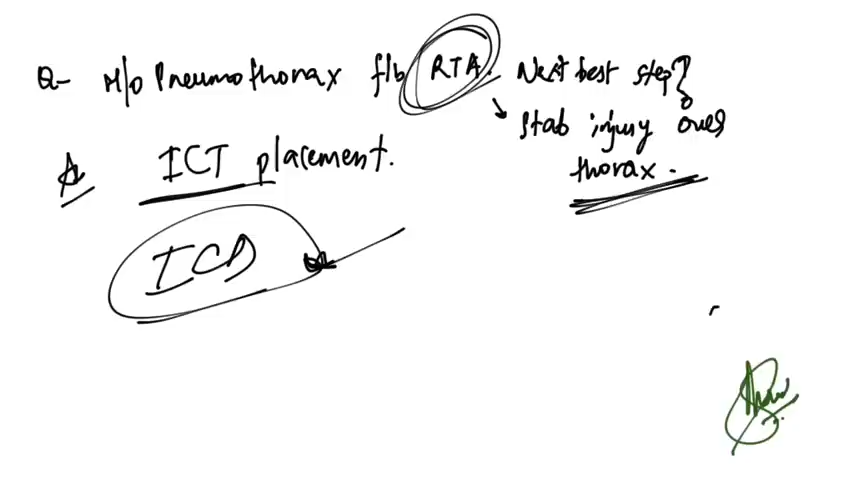 Q- H/o Pneumothorax f/b RTA. Next best step?
Stab injury over
thorax.
A ICT placement.
ICD